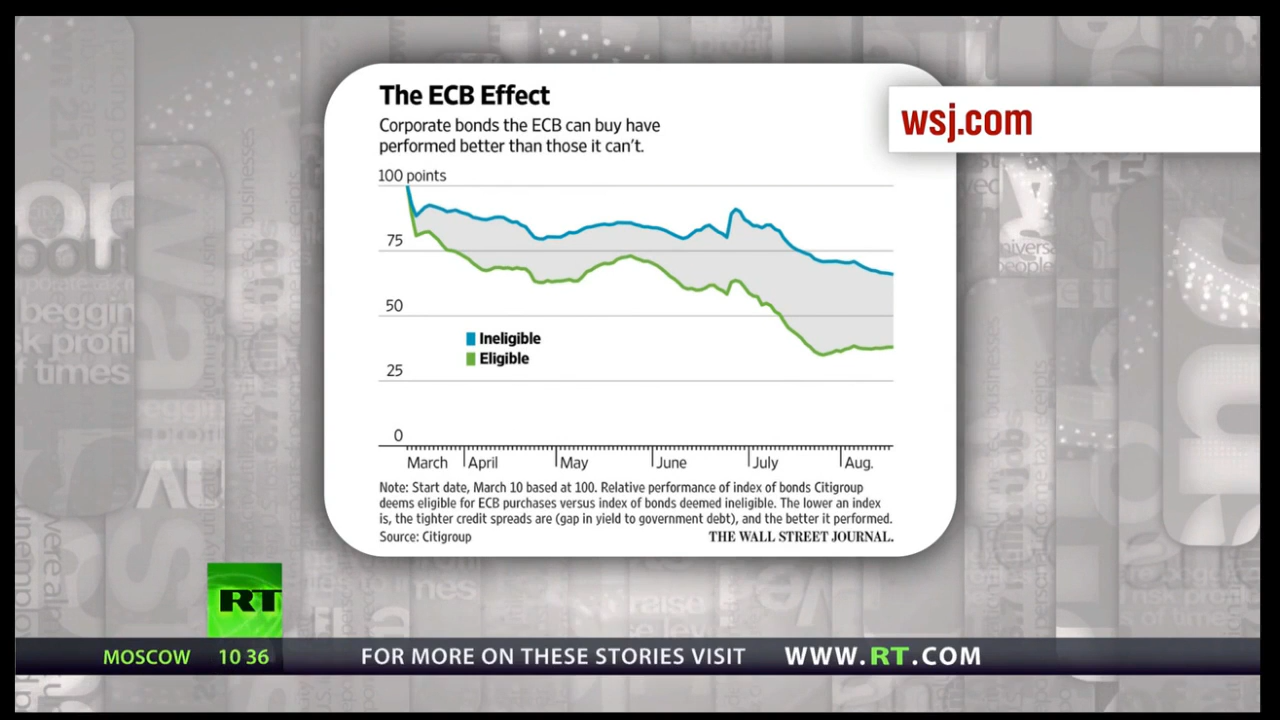 The ECB Effect
Corporate bonds the ECB can buy have
performed better than those it can't.
wsj.com
100 points
75
50
25
0
Ineligible
Eligible
March April May June July Aug.
Note: Start date, March 10 based at 100. Relative performance of index of bonds Citigroup
deems eligible for ECB purchases versus index of bonds deemed ineligible. The lower an index
is, the tighter credit spreads are (gap in yield to government debt), and the better it performed.
Source: Citigroup
THE WALL STREET JOURNAL.
RT
MOSCOW 10 36
FOR MORE ON THESE STORIES VISIT WWW.RT.COM